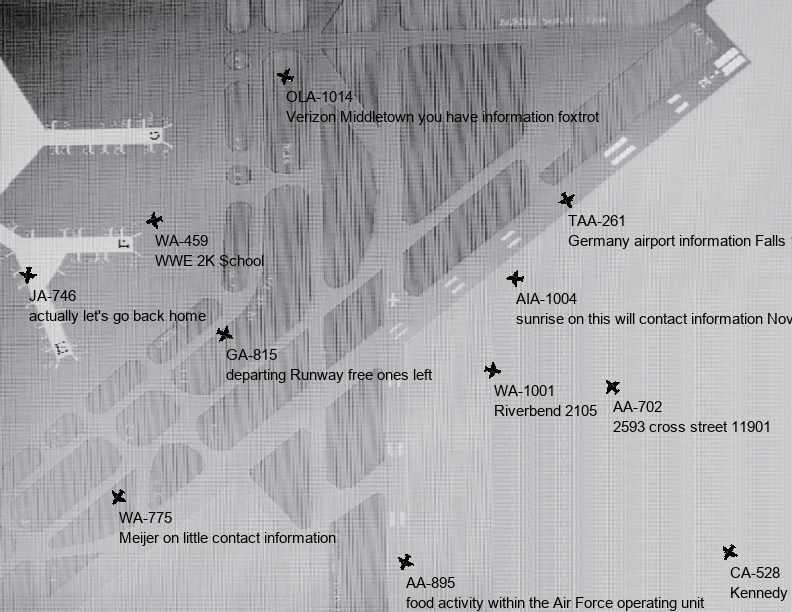 OLA-1014
Verizon Middletown you have information foxtrot
TAA-261
Germany airport information Falls
WA-459
WWE 2K School
JA-746
actually let's go back home
AIA-1004
sunrise on this will contact information Nov
GA-815
departing Runway free ones left
WA-1001
Riverbend 2105
AA-702
2593 cross street 11901
WA-775
Meijer on little contact information
AA-895
food activity within the Air Force operating unit
CA-528
Kennedy